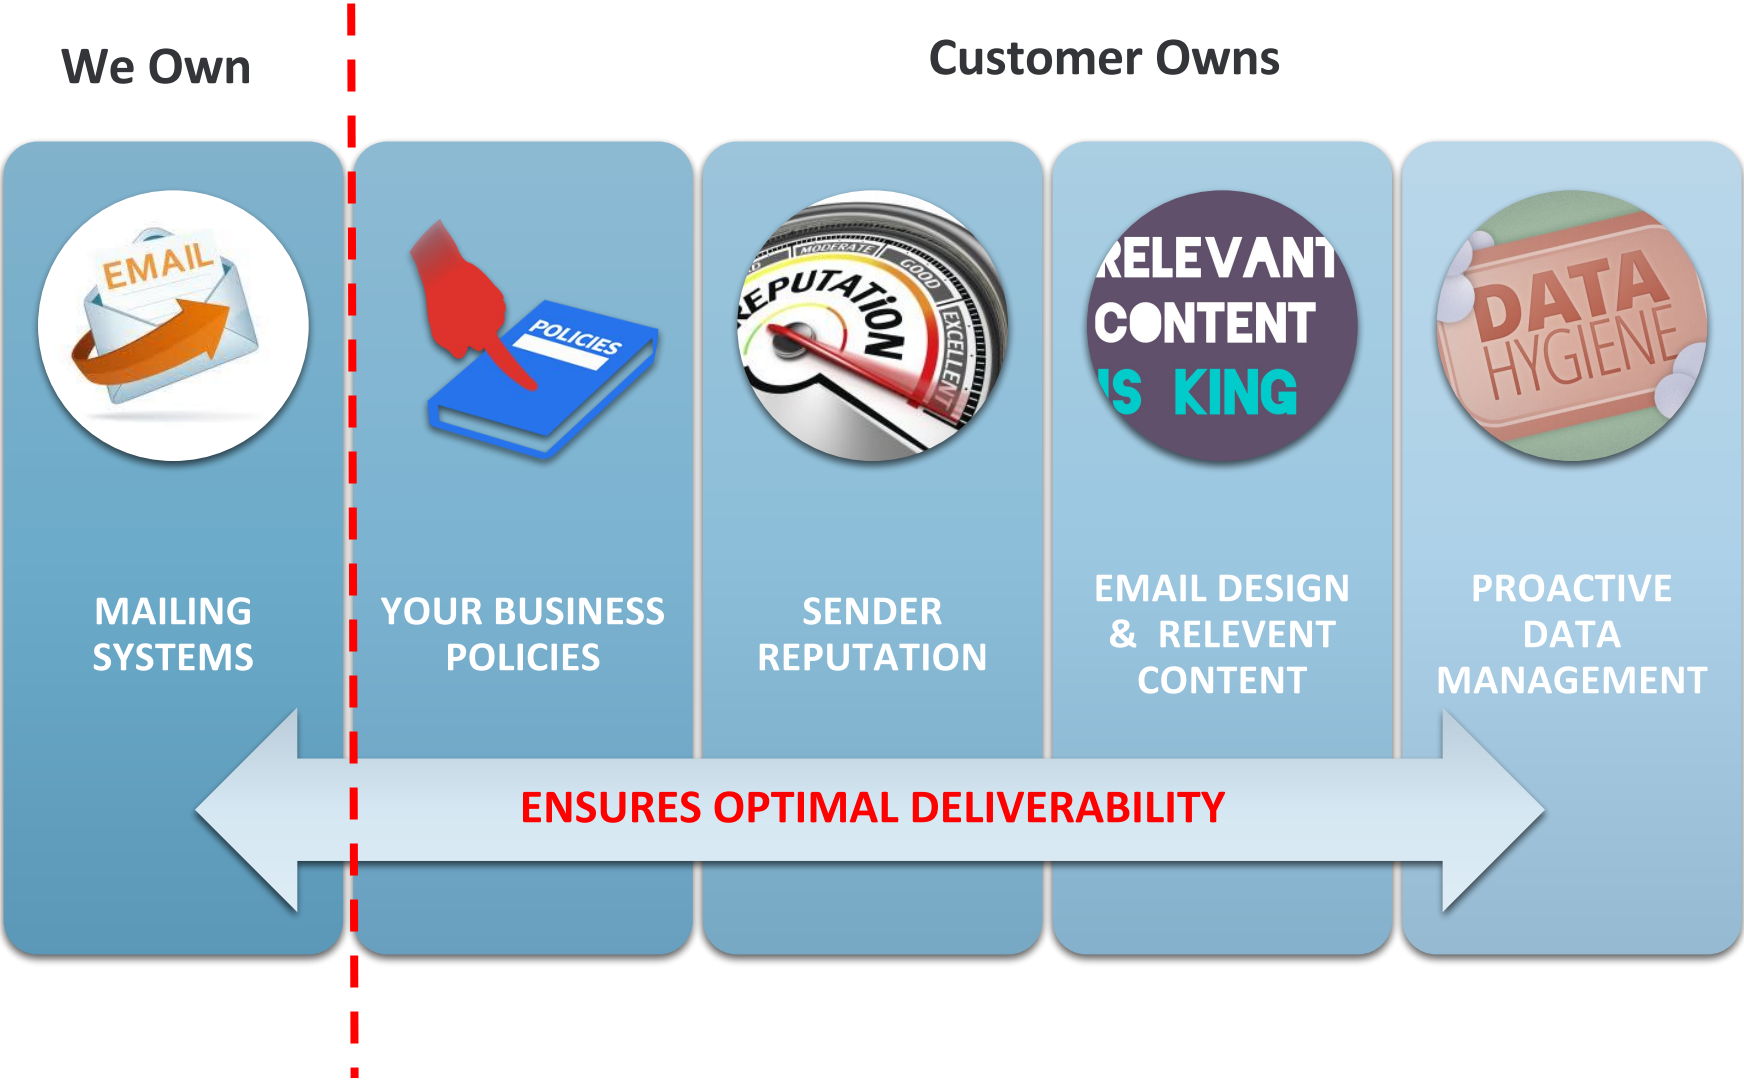 We Own
Customer Owns
EMAIL
POLICIES
MODERATE
GOOD
EXCELLENT
REPUTATION
RELEVANT
CONTENT
IS KING
DATA
HYGIENE
MAILING
SYSTEMS
YOUR BUSINESS
POLICIES
SENDER
REPUTATION
EMAIL DESIGN
& RELEVENT
CONTENT
PROACTIVE
DATA
MANAGEMENT
ENSURES OPTIMAL DELIVERABILITY